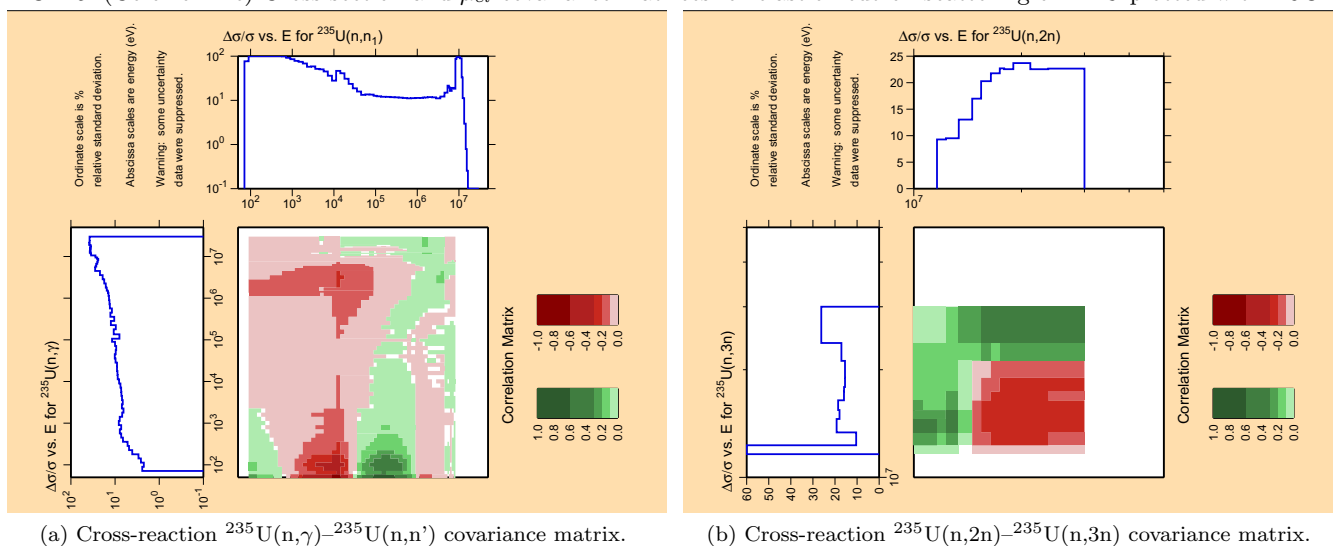 Δσ/σ vs. E for ²³⁵U(n,n₁)
Ordinate scale is %
relative standard deviation.
Abscissa scales are energy (eV).
Warning: some uncertainty
data were suppressed.
10² 10¹ 10⁰ 10⁻¹
10² 10³ 10⁴ 10⁵ 10⁶ 10⁷
Δσ/σ vs. E for ²³⁵U(n,γ)
10⁷ 10⁶ 10⁵ 10⁴ 10³ 10²
10² 10¹ 10⁰ 10⁻¹
Correlation Matrix
-1.0 -0.8 -0.6 -0.4 -0.2 0.0
1.0 0.8 0.6 0.4 0.2 0.0
(a) Cross-reaction ²³⁵U(n,γ)–²³⁵U(n,n’) covariance matrix.
Δσ/σ vs. E for ²³⁵U(n,2n)
Ordinate scale is %
relative standard deviation.
Abscissa scales are energy (eV).
Warning: some uncertainty
data were suppressed.
25 20 15 10 5 0
10⁷
Δσ/σ vs. E for ²³⁵U(n,3n)
60 50 40 30 20 10 0
10⁷
Correlation Matrix
-1.0 -0.8 -0.6 -0.4 -0.2 0.0
1.0 0.8 0.6 0.4 0.2 0.0
(b) Cross-reaction ²³⁵U(n,2n)–²³⁵U(n,3n) covariance matrix.